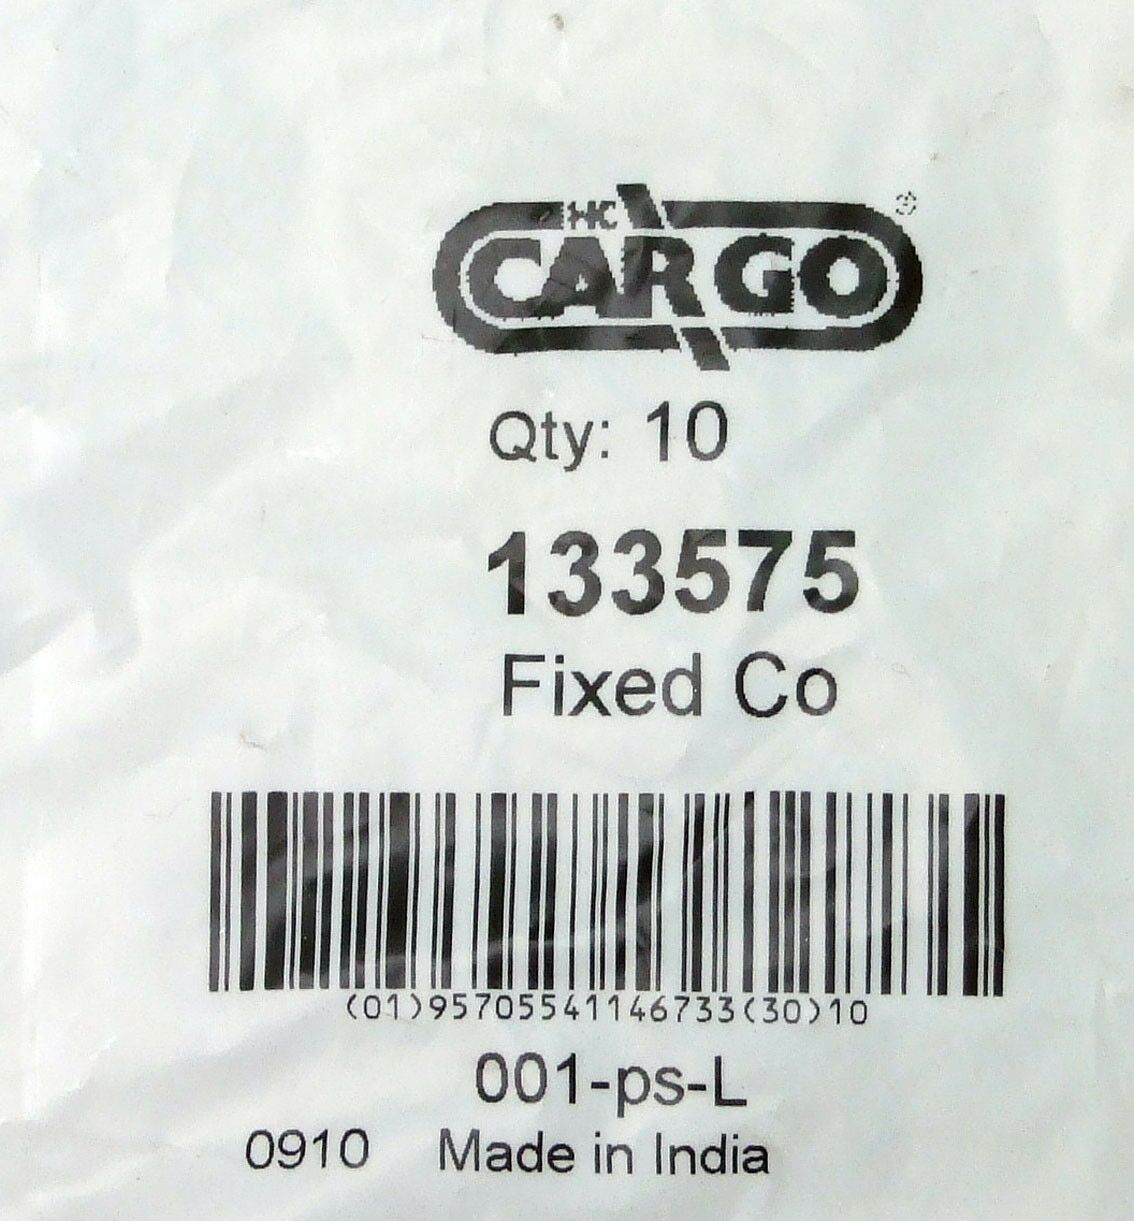 HC
CARGO
Qty: 10
133575
Fixed Co
(01)95705541146733(30)10
001-ps-L
0910 Made in India